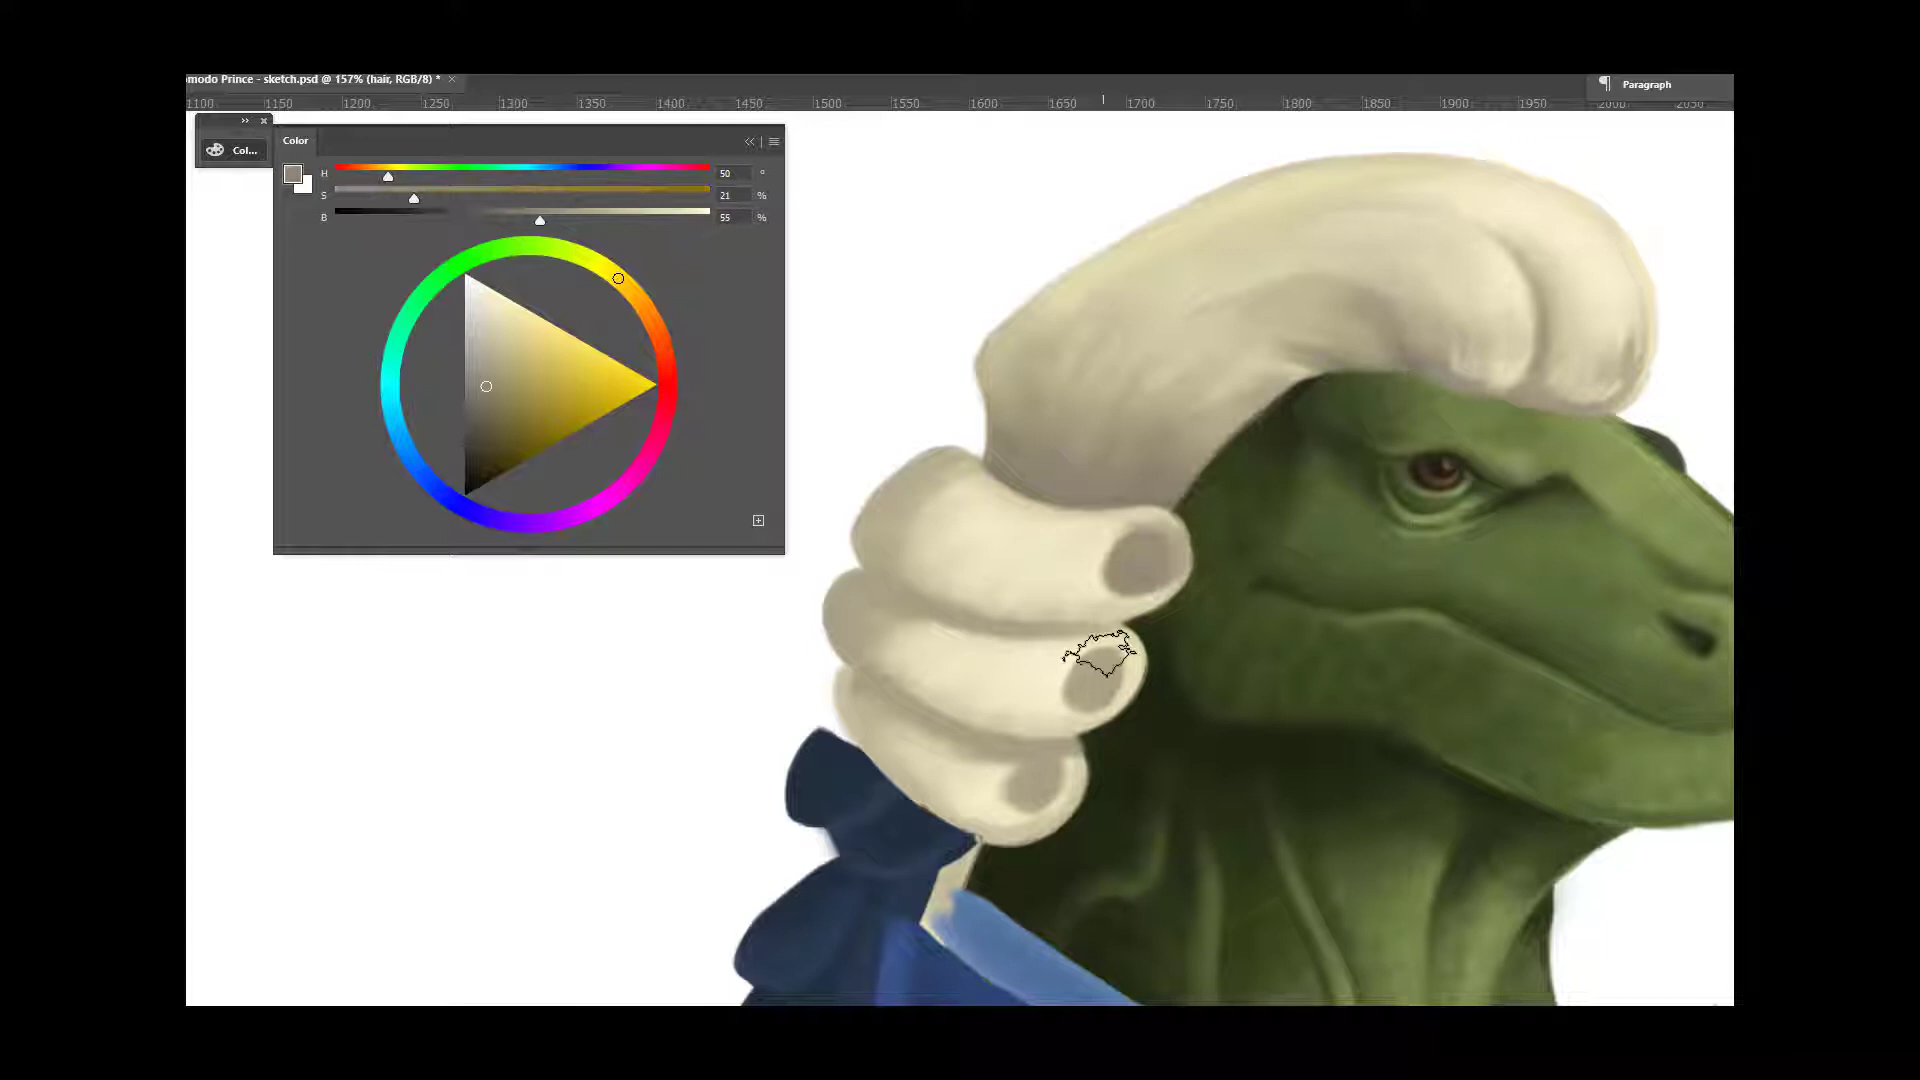 omodo Prince - sketch.psd @ 157% (hair, RGB/8) *
Paragraph
1100 1150 1200 1250 1300 1350 1400 1450 1500 1550 1600 1650 1700 1750 1800 1850 1900 1950 2000 2050
Col...
Color
H 50 °
S 21 %
B 55 %